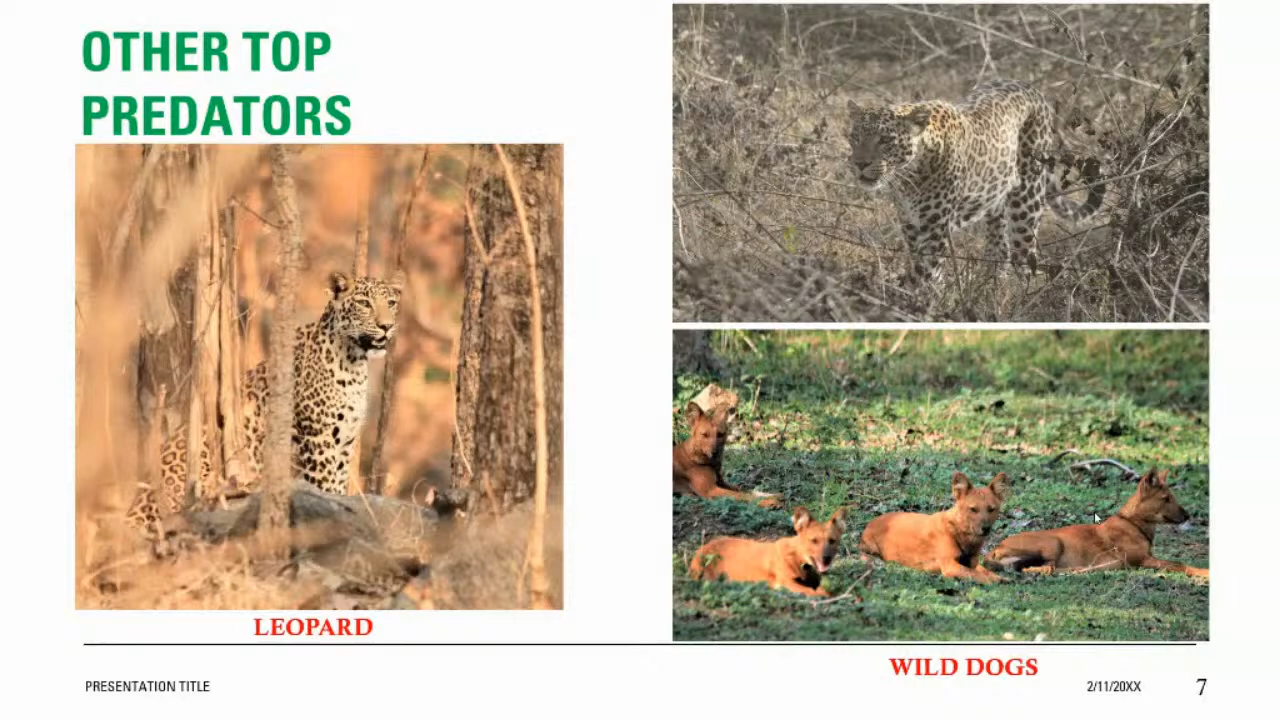 OTHER TOP
PREDATORS
LEOPARD
WILD DOGS
PRESENTATION TITLE
2/11/20XX
7